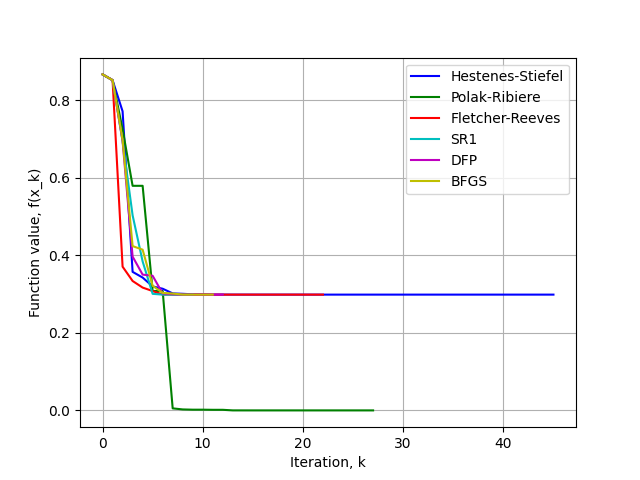 Hestenes-Stiefel
Polak-Ribiere
Fletcher-Reeves
SR1
DFP
BFGS
0.8
0.6
0.4
0.2
0.0
Function value, f(x_k)
0 10 20 30 40
Iteration, k